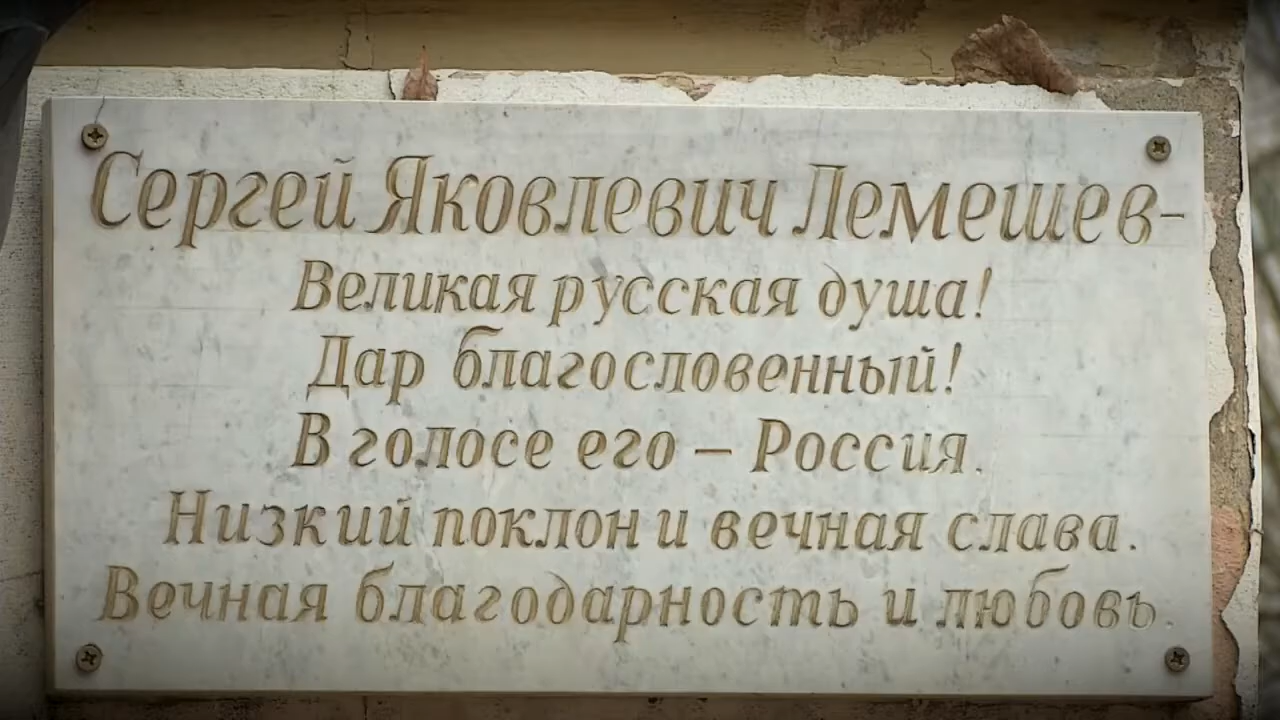 Сергей Яковлевич Лемешев-
Великая русская душа!
Дар благословенный!
В голосе его – Россия.
Низкий поклон и вечная слава.
Вечная благодарность и любовь.